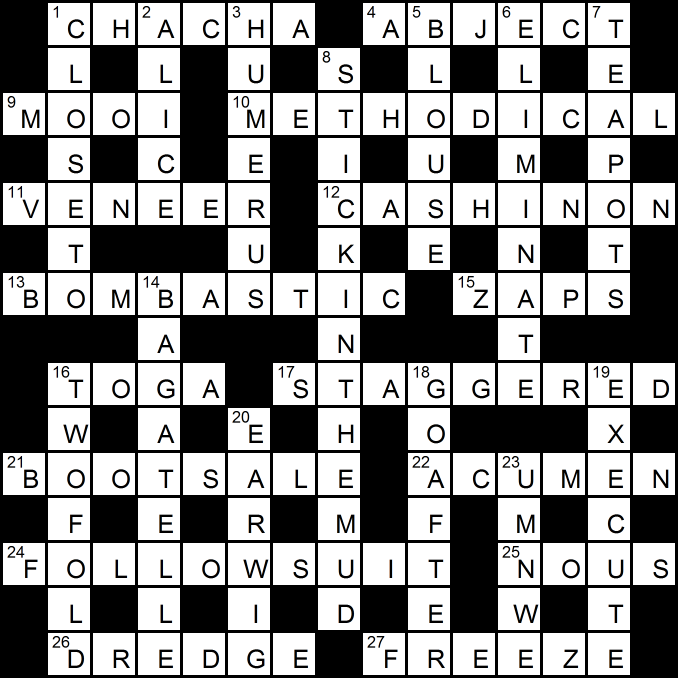 1 C H 2 A C 3 H A 4 A 5 B J 6 E C 7 T
L L U 8 S L L E
9 M O O I 10 M E T H O D I C A L
S C E I U M P
11 V E N E E R 12 C A S H I N O N
T U K E N T
13 B O M 14 B A S T I C 15 Z A P S
A N T
16 T O G A 17 S T A 18 G G E R 19 E D
W A 20 E H O X
21 B O O T S A L E 22 A C 23 U M E N
F E R M F M C
24 F O L L O W S U I T 25 N O U S
L L I D E W T
26 D R E D G E 27 F R E E Z E